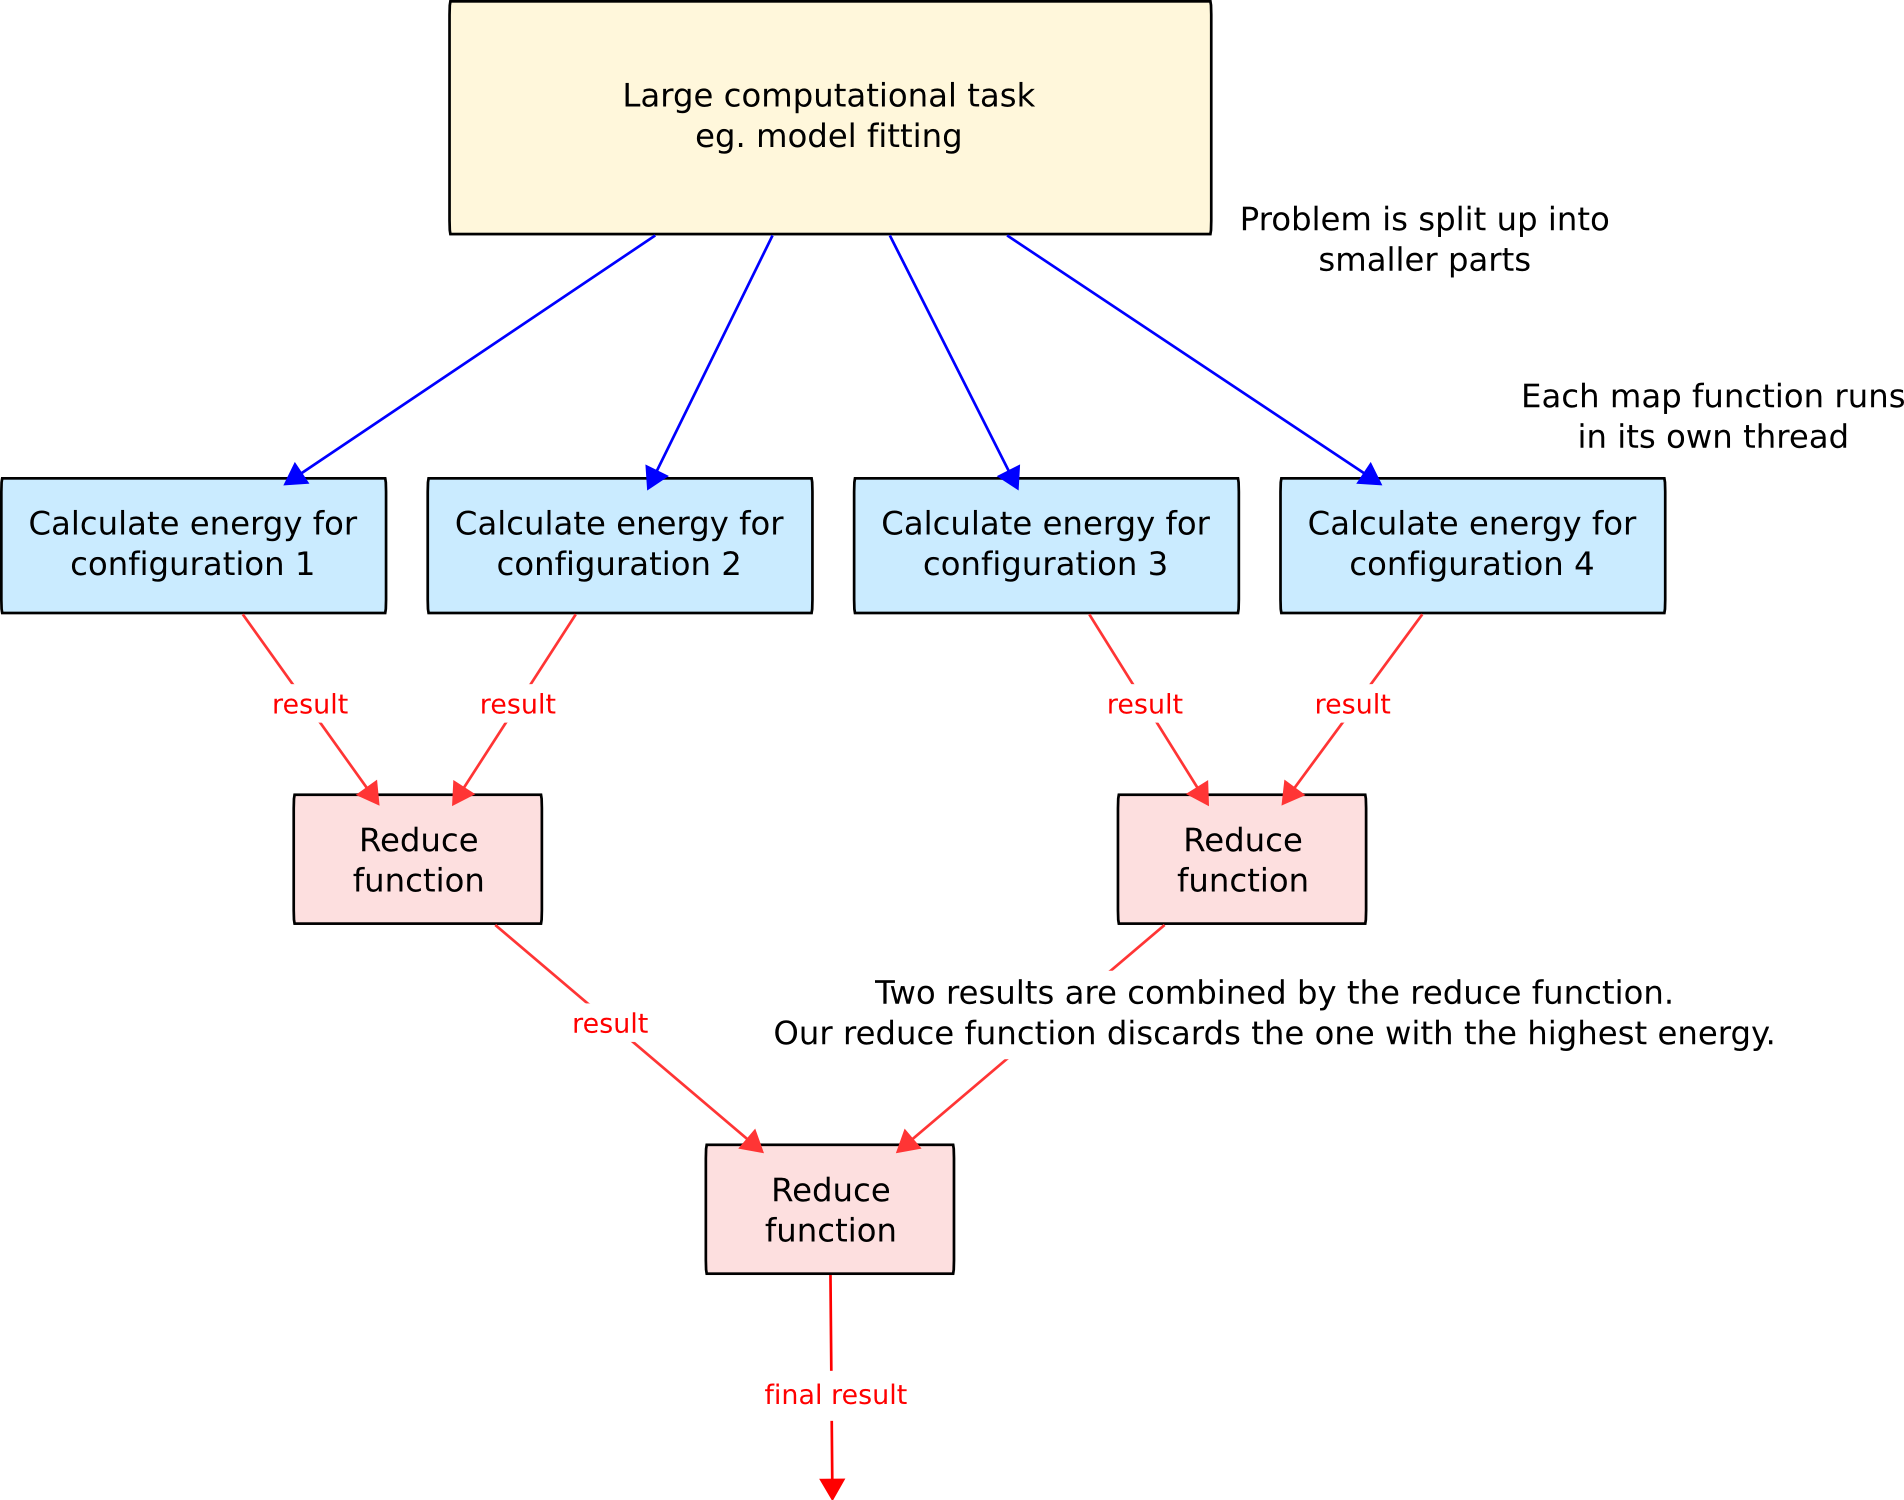 Large computational task
eg. model fitting
Problem is split up into
smaller parts
Each map function runs
in its own thread
Calculate energy for
configuration 1
Calculate energy for
configuration 2
Calculate energy for
configuration 3
Calculate energy for
configuration 4
result
result
result
result
Reduce
function
Reduce
function
result
Two results are combined by the reduce function.
Our reduce function discards the one with the highest energy.
Reduce
function
final result